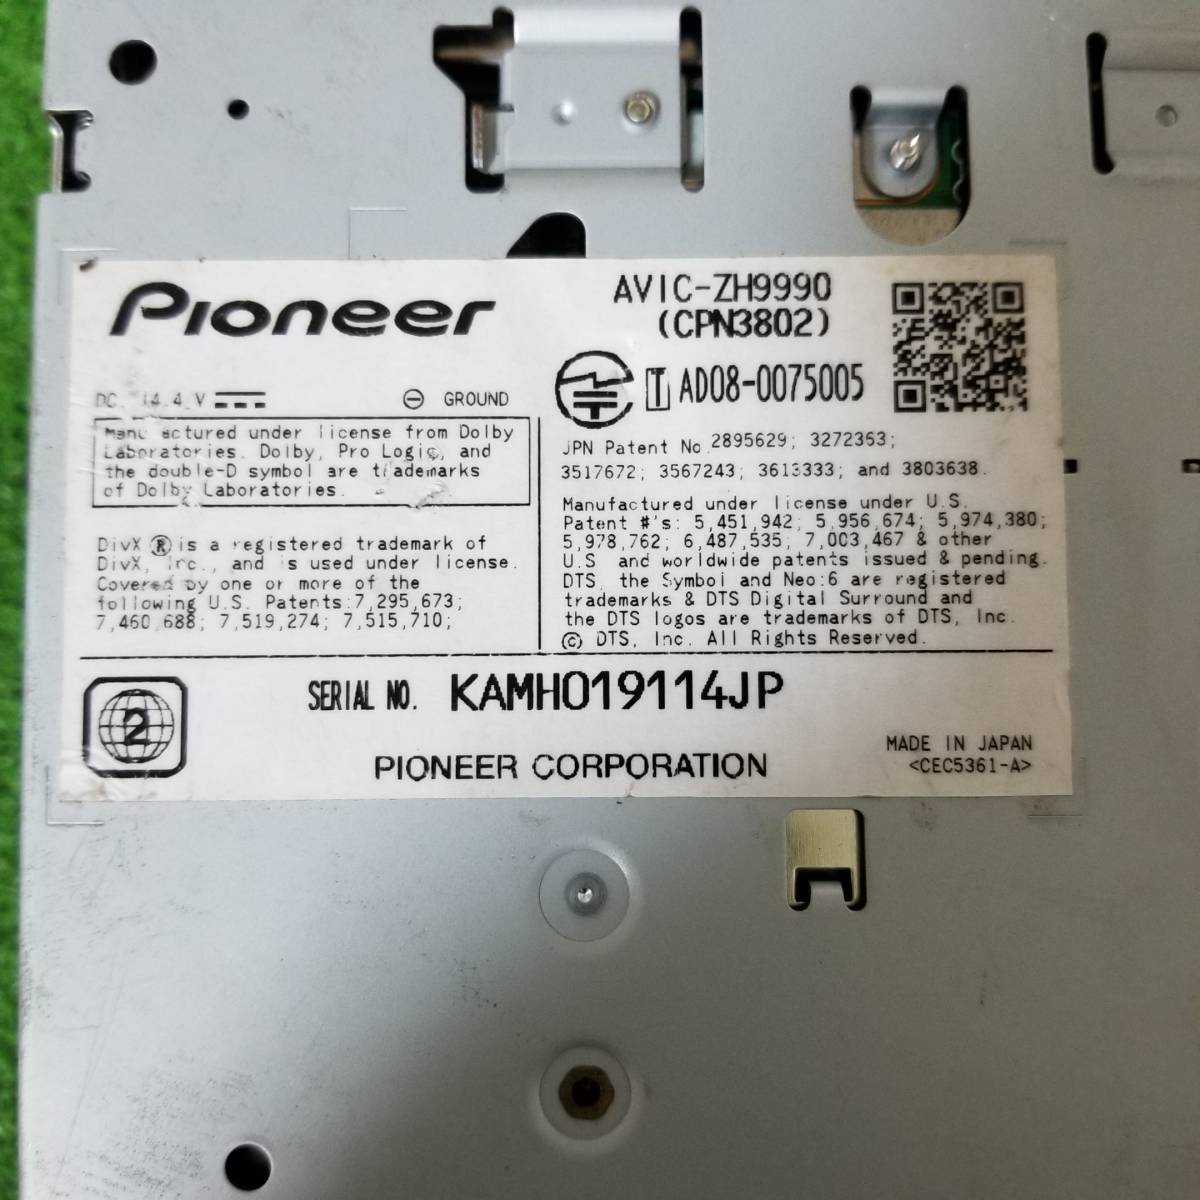 Pioneer
AVIC-ZH9990
(CPN3802)
DC 14.4 V
GROUND
T AD08-0075005
Manufactured under license from Dolby
Laboratories. Dolby, Pro Logic, and
the double-D symbol are trademarks
of Dolby Laboratories.
DivX ® is a registered trademark of
DivX, Inc., and is used under license.
Covered by one or more of the
following U.S. Patents:7,295,673;
7,460,688; 7,519,274; 7,515,710;
JPN Patent No.2895629; 3272363;
3517672; 3567243; 3613333; and 3803638.
Manufactured under license under U.S.
Patent #'s: 5,451,942; 5,956,674; 5,974,380;
5,978,762; 6,487,535; 7,003,467 & other
U.S and worldwide patents issued & pending.
DTS, the Symbol and Neo:6 are registered
trademarks & DTS Digital Surround and
the DTS logos are trademarks of DTS, Inc.
© DTS, Inc. All Rights Reserved.
2
SERIAL NO. KAMH019114JP
PIONEER CORPORATION
MADE IN JAPAN
<CEC5361-A>